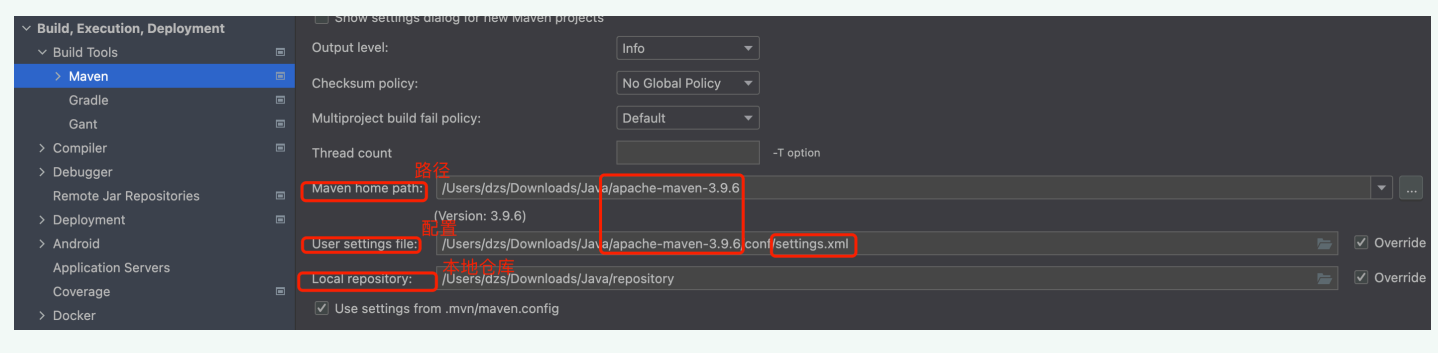 Build, Execution, Deployment
Build Tools
Maven
Gradle
Gant
Compiler
Debugger
Remote Jar Repositories
Deployment
Android
Application Servers
Coverage
Docker
Show settings dialog for new Maven projects
Output level: Info
Checksum policy: No Global Policy
Multiproject build fail policy: Default
Thread count -T option
路径
Maven home path: /Users/dzs/Downloads/Java/apache-maven-3.9.6 ...
(Version: 3.9.6)
配置
User settings file: /Users/dzs/Downloads/Java/apache-maven-3.9.6/conf/settings.xml Override
本地仓库
Local repository: /Users/dzs/Downloads/Java/repository Override
Use settings from .mvn/maven.config